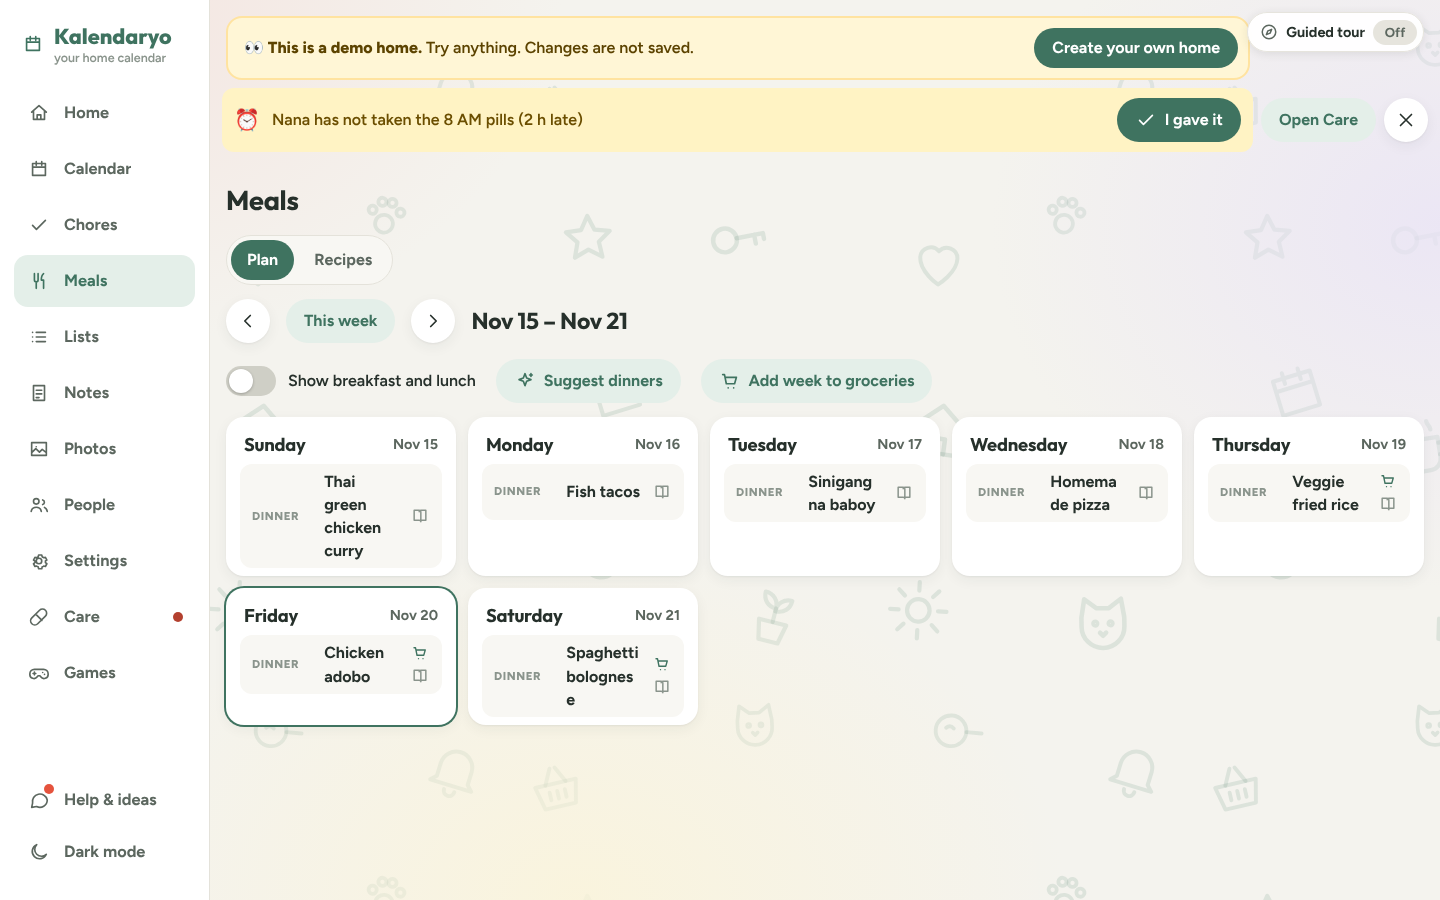 Kalendaryo
your home calendar
Home
Calendar
Chores
Meals
Lists
Notes
Photos
People
Settings
Care
Games
Help & ideas
Dark mode
👀 This is a demo home. Try anything. Changes are not saved.
Create your own home
Guided tour Off
⏰ Nana has not taken the 8 AM pills (2 h late)
I gave it
Open Care
Meals
Plan Recipes
This week
Nov 15 – Nov 21
Show breakfast and lunch
Suggest dinners
Add week to groceries
Sunday Nov 15
DINNER
Thai
green
chicken
curry
Monday Nov 16
DINNER Fish tacos
Tuesday Nov 17
DINNER
Sinigang
na baboy
Wednesday Nov 18
DINNER
Homema
de pizza
Thursday Nov 19
DINNER
Veggie
fried rice
Friday Nov 20
DINNER
Chicken
adobo
Saturday Nov 21
DINNER
Spaghetti
bolognes
e